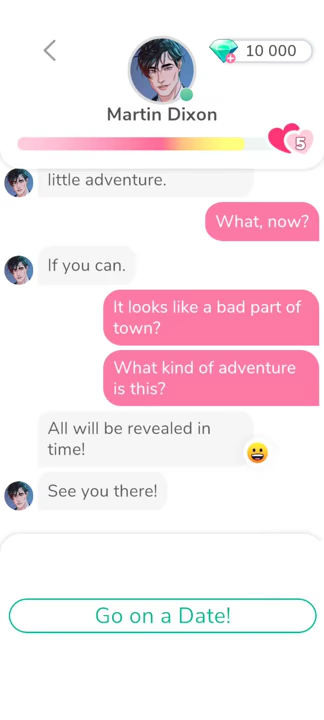 10 000
Martin Dixon
5
little adventure.
What, now?
If you can.
It looks like a bad part of
town?
What kind of adventure
is this?
All will be revealed in
time!
See you there!
Go on a Date!